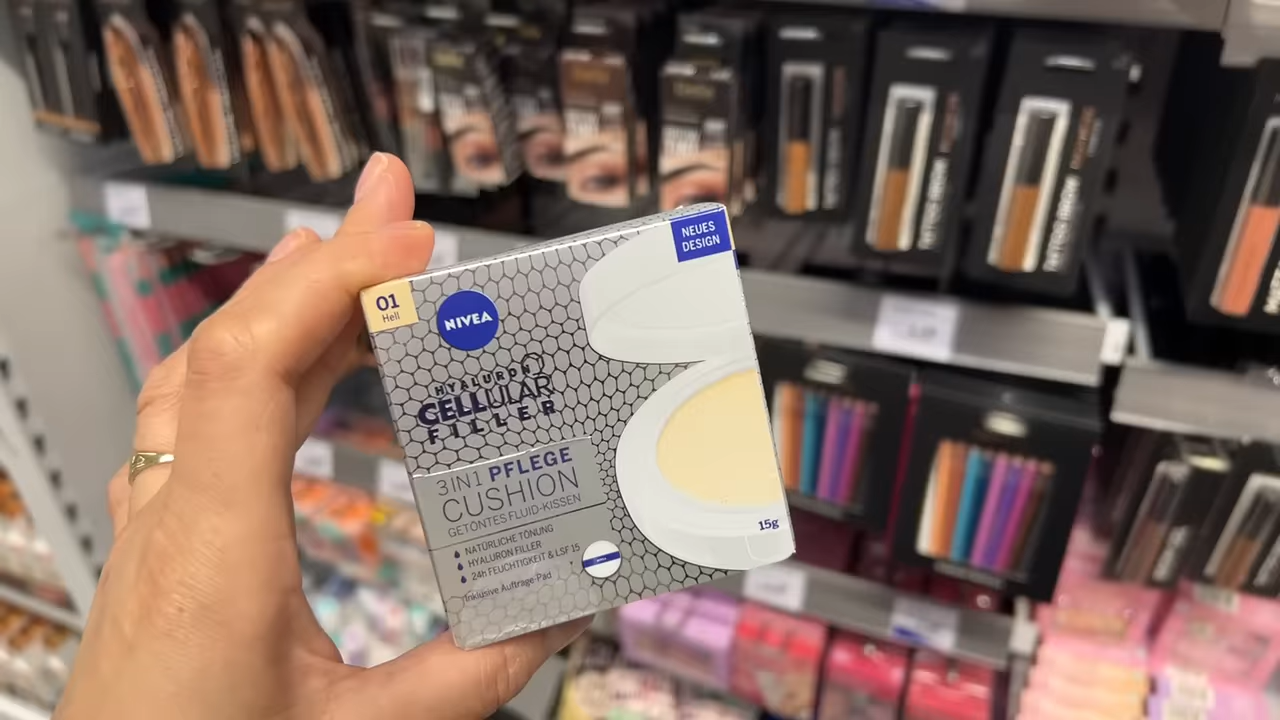 NEUES
DESIGN
01
Hell
NIVEA
HYALURON
CELLULAR
FILLER
3IN1 PFLEGE
CUSHION
GETÖNTES FLUID-KISSEN
NATÜRLICHE TÖNUNG
HYALURON FILLER
24h FEUCHTIGKEIT & LSF 15
Inklusive Auftrage-Pad
15g